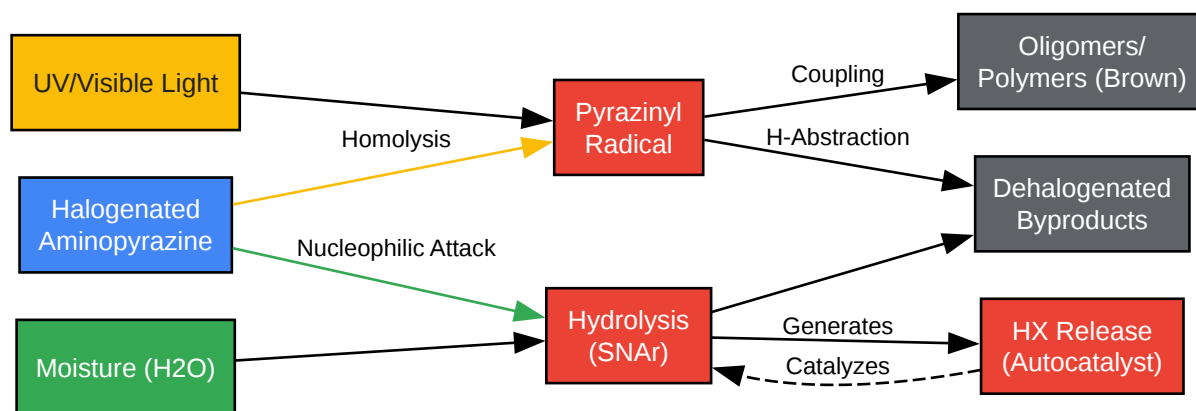 UV/Visible Light
Halogenated
Aminopyrazine
Moisture (H2O)
Homolysis
Nucleophilic Attack
Pyrazinyl
Radical
Hydrolysis
(SNAr)
Coupling
H-Abstraction
Generates
Catalyzes
Oligomers/
Polymers (Brown)
Dehalogenated
Byproducts
HX Release
(Autocatalyst)